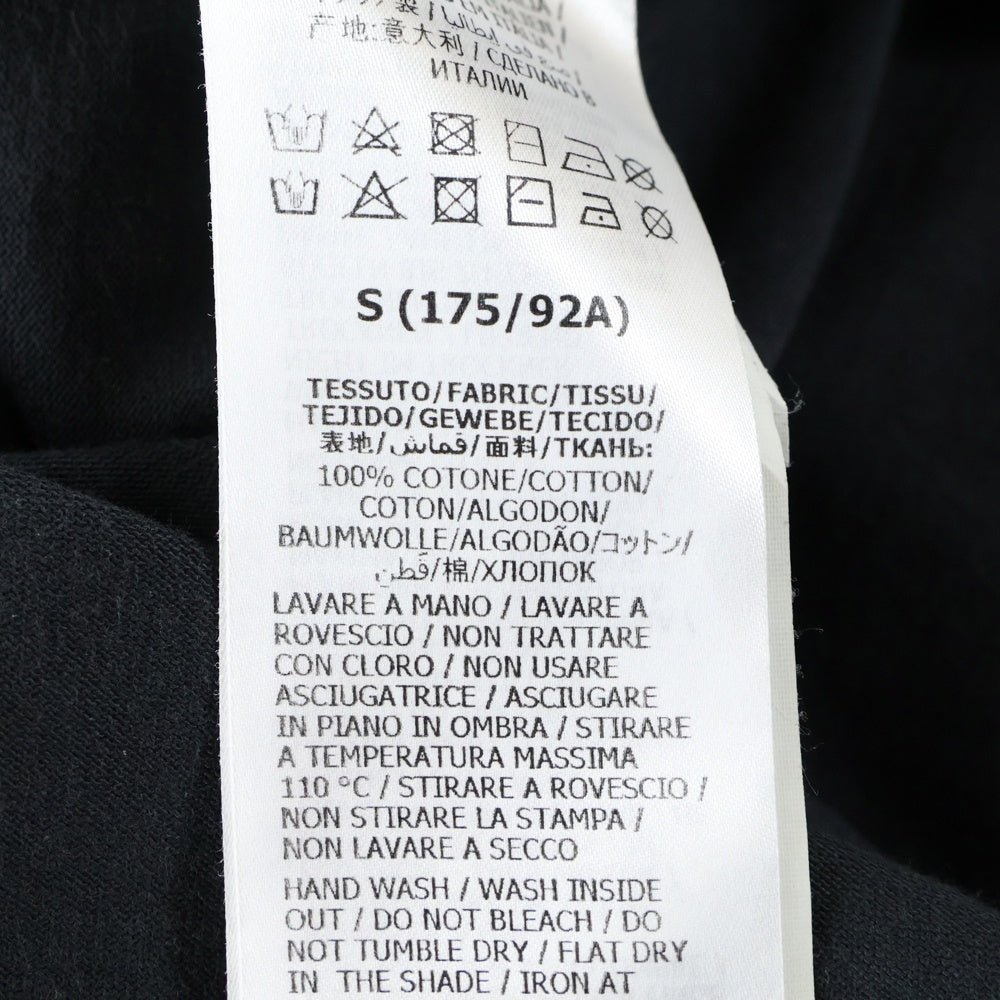 産地:意大利 / СДЕЛАНО В
ИТАЛИИ
S (175/92A)
TESSUTO/FABRIC/TISSU/
TEJIDO/GEWEBE/TECIDO/
表地/قماش/面料/ТКАНЬ:
100% COTONE/COTTON/
COTON/ALGODON/
BAUMWOLLE/ALGODÃO/コットン/
قطن/棉/ХЛОПОК
LAVARE A MANO / LAVARE A
ROVESCIO / NON TRATTARE
CON CLORO / NON USARE
ASCIUGATRICE / ASCIUGARE
IN PIANO IN OMBRA / STIRARE
A TEMPERATURA MASSIMA
110 °C / STIRARE A ROVESCIO /
NON STIRARE LA STAMPA /
NON LAVARE A SECCO
HAND WASH / WASH INSIDE
OUT / DO NOT BLEACH / DO
NOT TUMBLE DRY / FLAT DRY
IN THE SHADE / IRON AT